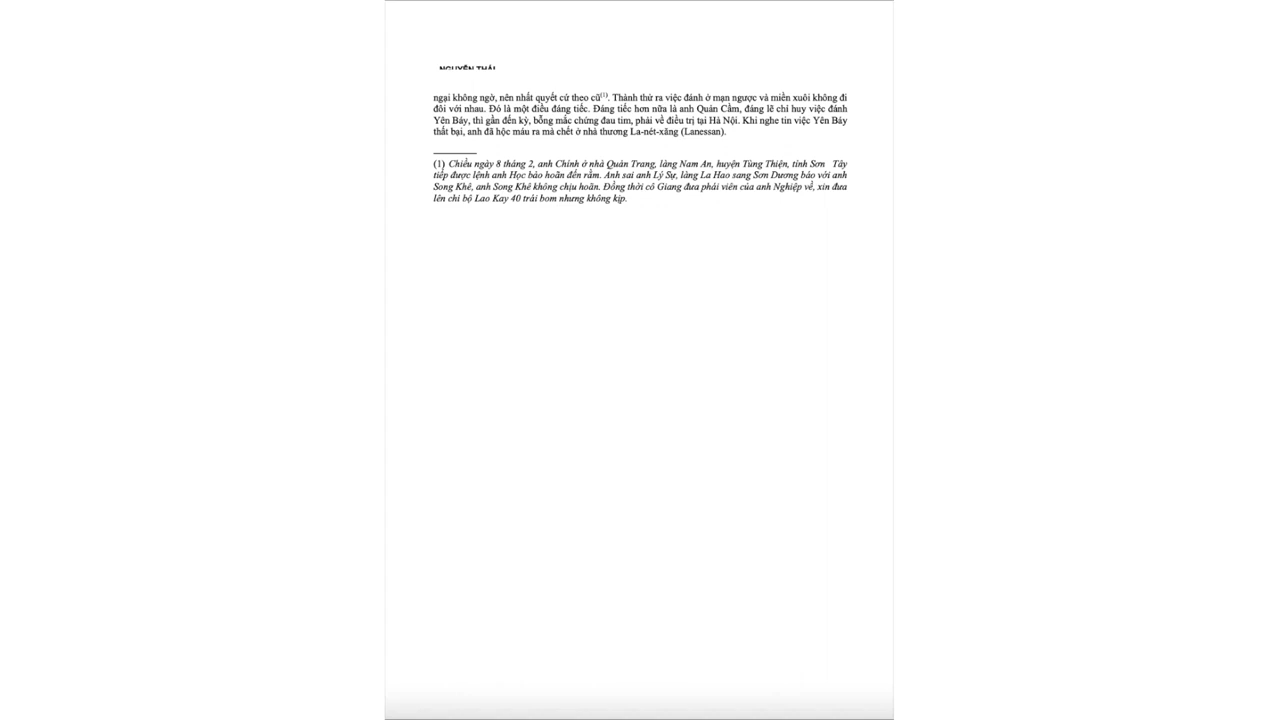 NGUYỄN THÁI
ngại không ngờ, nên nhất quyết cứ theo cũ(1). Thành thử ra việc đánh ở mạn ngược và miền xuôi không đi
đôi với nhau. Đó là một điều đáng tiếc. Đáng tiếc hơn nữa là anh Quản Cầm, đáng lẽ chỉ huy việc đánh
Yên Báy, thì gần đến kỳ, bỗng mắc chứng đau tim, phải về điều trị tại Hà Nội. Khi nghe tin việc Yên Báy
thất bại, anh đã hộc máu ra mà chết ở nhà thương La-nét-xăng (Lanessan).
(1) Chiều ngày 8 tháng 2, anh Chính ở nhà Quản Trang, làng Nam An, huyện Tùng Thiện, tỉnh Sơn Tây
tiếp được lệnh anh Học bảo hoãn đến rằm. Anh sai anh Lý Sự, làng La Hao sang Sơn Dương bảo với anh
Song Khê, anh Song Khê không chịu hoãn. Đồng thời cô Giang đưa phái viên của anh Nghiệp về, xin đưa
lên chi bộ Lao Kay 40 trái bom nhưng không kịp.